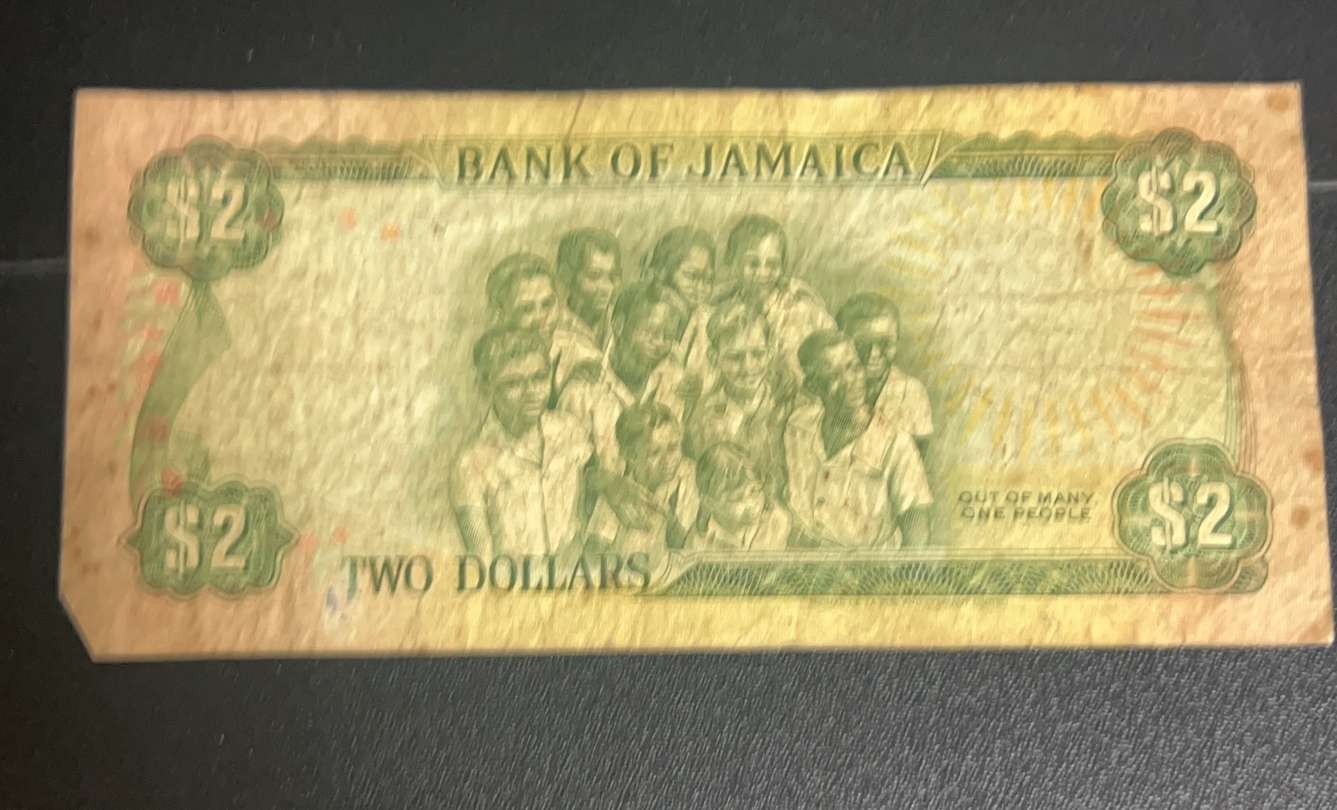 BANK OF JAMAICA
$2
$2
OUT OF MANY,
ONE PEOPLE
$2
$2
TWO DOLLARS